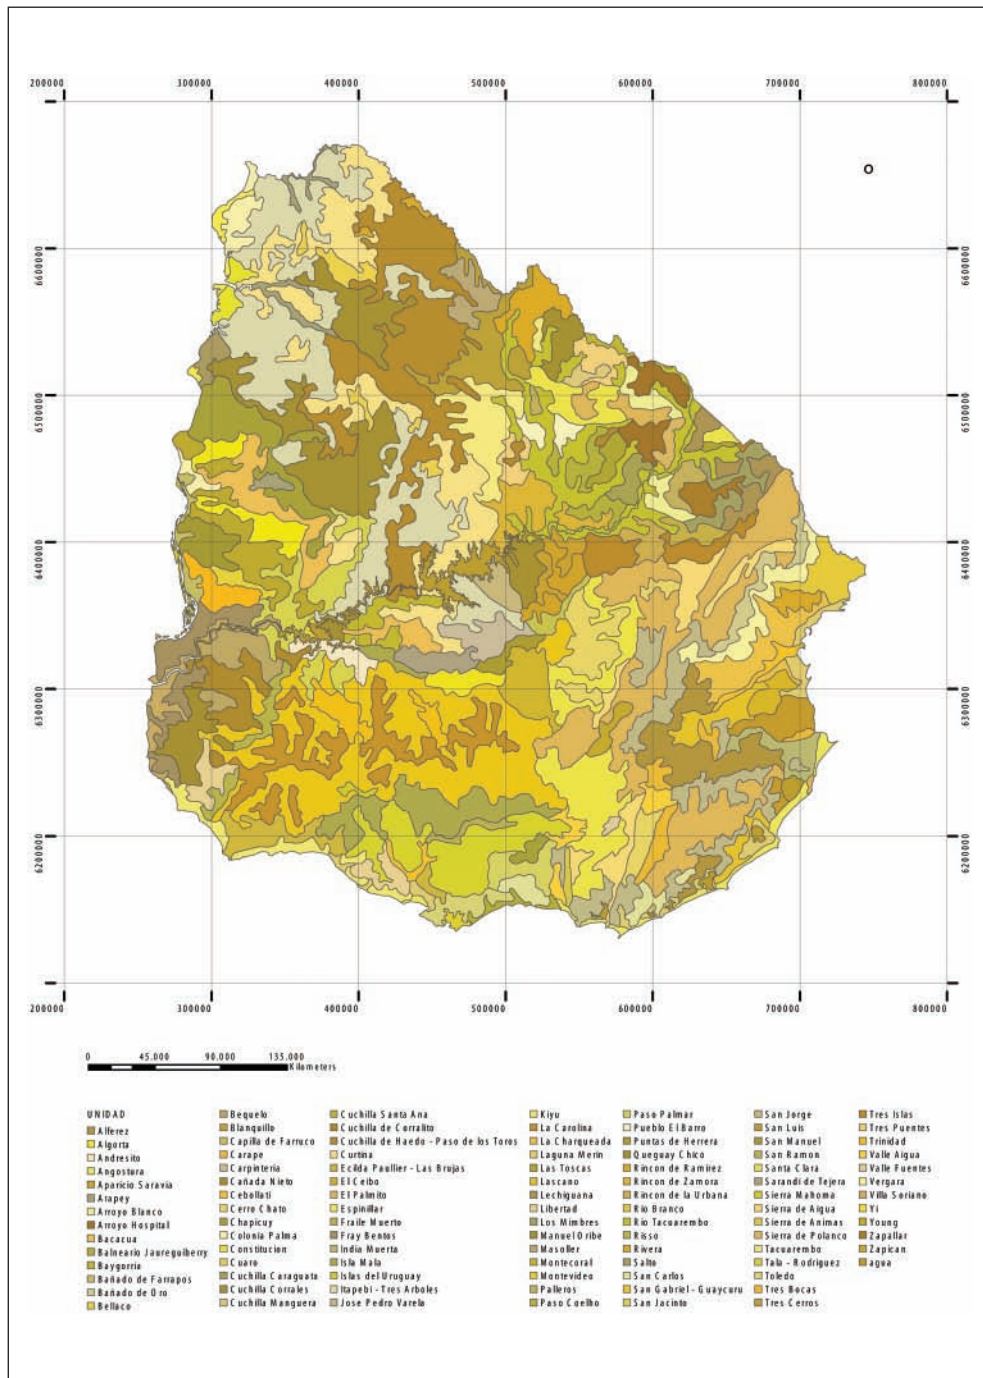 200000 300000 400000 500000 600000 700000 800000
O
6600000 6600000
6500000 6500000
6400000 6400000
6300000 6300000
6200000 6200000
200000 300000 400000 500000 600000 700000 800000
0 45.000 90.000 135.000
Kilometers
UNIDAD
Alferez
Algorta
Andresito
Angostura
Aparicio Saravia
Arapey
Arroyo Blanco
Arroyo Hospital
Bacacua
Balneario Jaureguiberry
Baygorria
Bañado de Farrapos
Bañado de Oro
Bellaco
Bequelo
Blanquillo
Capilla de Farruco
Carape
Carpinteria
Cañada Nieto
Cebollati
Cerro Chato
Chapicuy
Colonia Palma
Constitucion
Cuaro
Cuchilla Caraguata
Cuchilla Corrales
Cuchilla Manguera
Cuchilla Santa Ana
Cuchilla de Corralito
Cuchilla de Haedo - Paso de los Toros
Curtina
Ecilda Paullier - Las Brujas
El Ceibo
El Palmito
Espinillar
Fraile Muerto
Fray Bentos
India Muerta
Isla Mala
Islas del Uruguay
Itapebi - Tres Arboles
Jose Pedro Varela
Kiyu
La Carolina
La Charqueada
Laguna Merin
Las Toscas
Lascano
Lechiguana
Libertad
Los Mimbres
Manuel Oribe
Masoller
Montecoral
Montevideo
Palleros
Paso Coelho
Paso Palmar
Pueblo El Barro
Puntas de Herrera
Queguay Chico
Rincon de Ramirez
Rincon de Zamora
Rincon de la Urbana
Rio Branco
Rio Tacuarembo
Risso
Rivera
Salto
San Carlos
San Gabriel - Guaycuru
San Jacinto
San Jorge
San Luis
San Manuel
San Ramon
Santa Clara
Sarandi de Tejera
Sierra Mahoma
Sierra de Aigua
Sierra de Animas
Sierra de Polanco
Tacuarembo
Tala - Rodriguez
Toledo
Tres Bocas
Tres Cerros
Tres Islas
Tres Puentes
Trinidad
Valle Aigua
Valle Fuentes
Vergara
Villa Soriano
Yi
Young
Zapallar
Zapican
agua